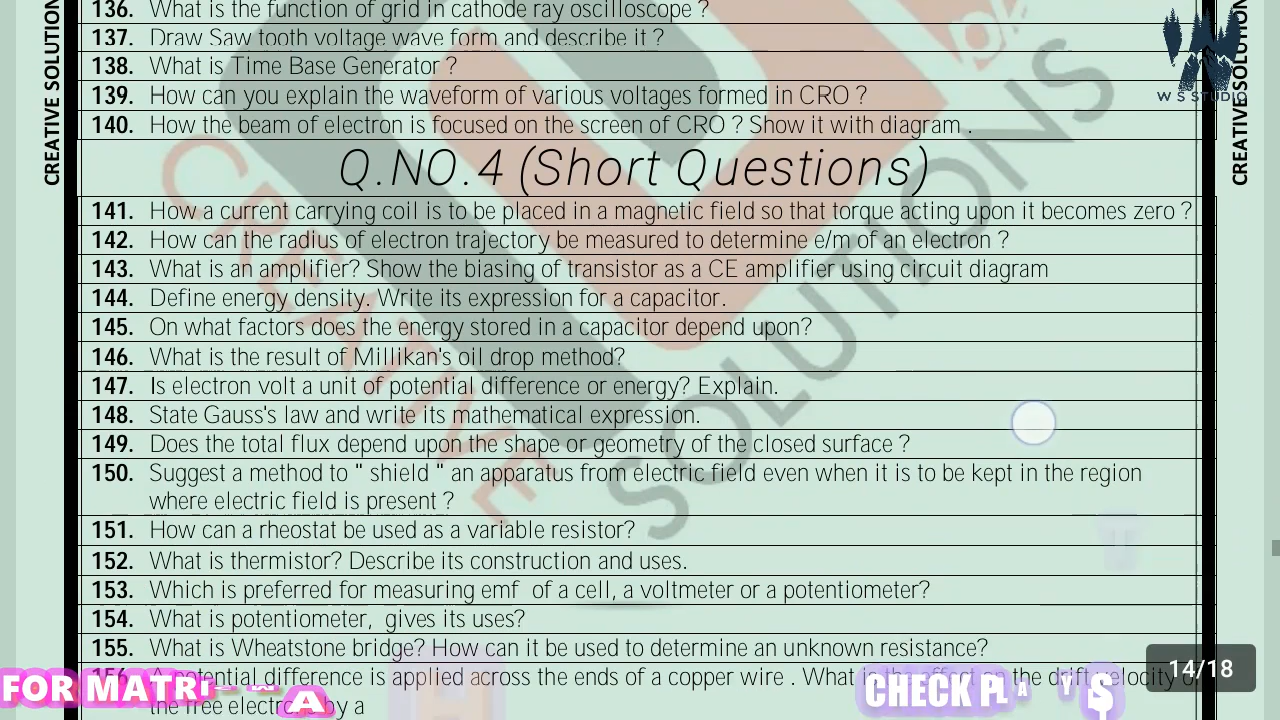 136. What is the function of grid in cathode ray oscilloscope ?
137. Draw Saw tooth voltage wave form and describe it ?
138. What is Time Base Generator ?
139. How can you explain the waveform of various voltages formed in CRO ?
140. How the beam of electron is focused on the screen of CRO ? Show it with diagram .
Q.NO.4 (Short Questions)
141. How a current carrying coil is to be placed in a magnetic field so that torque acting upon it becomes zero ?
142. How can the radius of electron trajectory be measured to determine e/m of an electron ?
143. What is an amplifier? Show the biasing of transistor as a CE amplifier using circuit diagram
144. Define energy density. Write its expression for a capacitor.
145. On what factors does the energy stored in a capacitor depend upon?
146. What is the result of Millikan's oil drop method?
147. Is electron volt a unit of potential difference or energy? Explain.
148. State Gauss's law and write its mathematical expression.
149. Does the total flux depend upon the shape or geometry of the closed surface ?
150. Suggest a method to " shield " an apparatus from electric field even when it is to be kept in the region
where electric field is present ?
151. How can a rheostat be used as a variable resistor?
152. What is thermistor? Describe its construction and uses.
153. Which is preferred for measuring emf of a cell, a voltmeter or a potentiometer?
154. What is potentiometer, gives its uses?
155. What is Wheatstone bridge? How can it be used to determine an unknown resistance?
potential difference is applied across the ends of a copper wire . What the drift velocity of
the free electrons by a
CREATIVE SOLUTION
CREATIVE SOLUTION
CREATIVE
SOLUTIONS
W S STUDIO
14/18
FOR MATR
CHECK PL